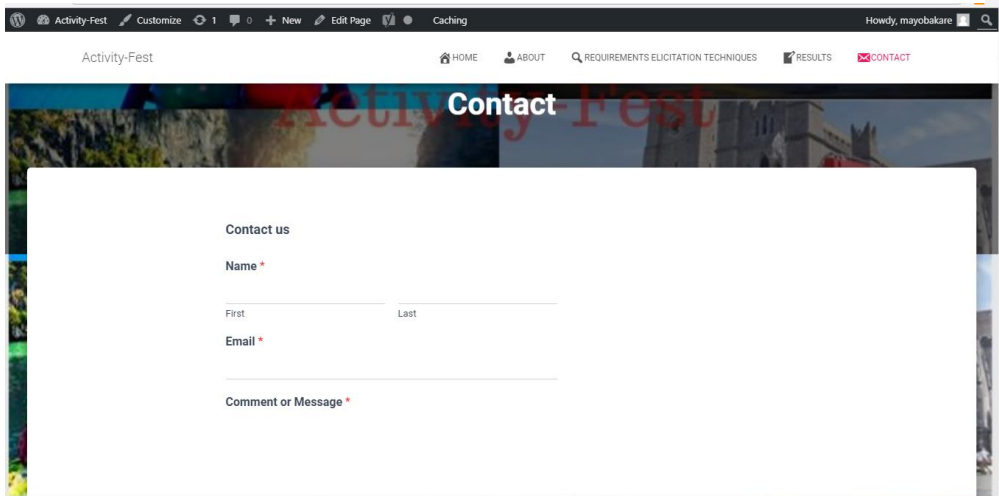 Activity-Fest Customize 1 0 + New Edit Page Caching Howdy, mayobakare
Activity-Fest HOME ABOUT REQUIREMENTS ELICITATION TECHNIQUES RESULTS CONTACT
Activity-Fest
Contact
Contact us
Name *
First Last
Email *
Comment or Message *